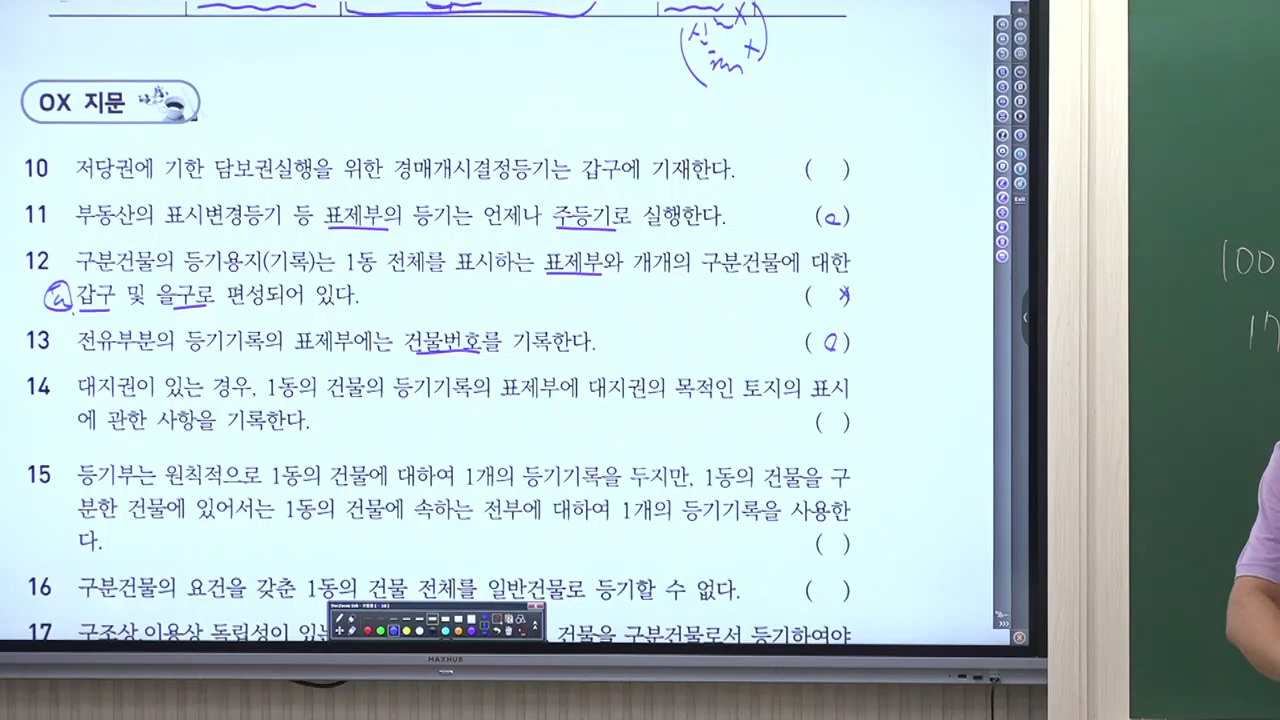 OX 지문
10 저당권에 기한 담보권실행을 위한 경매개시결정등기는 갑구에 기재한다. ( )
11 부동산의 표시변경등기 등 표제부의 등기는 언제나 주등기로 실행한다. (O)
12 구분건물의 등기용지(기록)는 1동 전체를 표시하는 표제부와 개개의 구분건물에 대한
갑구 및 을구로 편성되어 있다. ( X )
13 전유부분의 등기기록의 표제부에는 건물번호를 기록한다. ( O )
14 대지권이 있는 경우, 1동의 건물의 등기기록의 표제부에 대지권의 목적인 토지의 표시
에 관한 사항을 기록한다. ( )
15 등기부는 원칙적으로 1동의 건물에 대하여 1개의 등기기록을 두지만, 1동의 건물을 구
분한 건물에 있어서는 1동의 건물에 속하는 전부에 대하여 1개의 등기기록을 사용한
다. ( )
16 구분건물의 요건을 갖춘 1동의 건물 전체를 일반건물로 등기할 수 없다. ( )
17 구조상 이용상 독립성이 있는 건물을 구분건물로서 등기하여야
MAXHUB
Exit
100